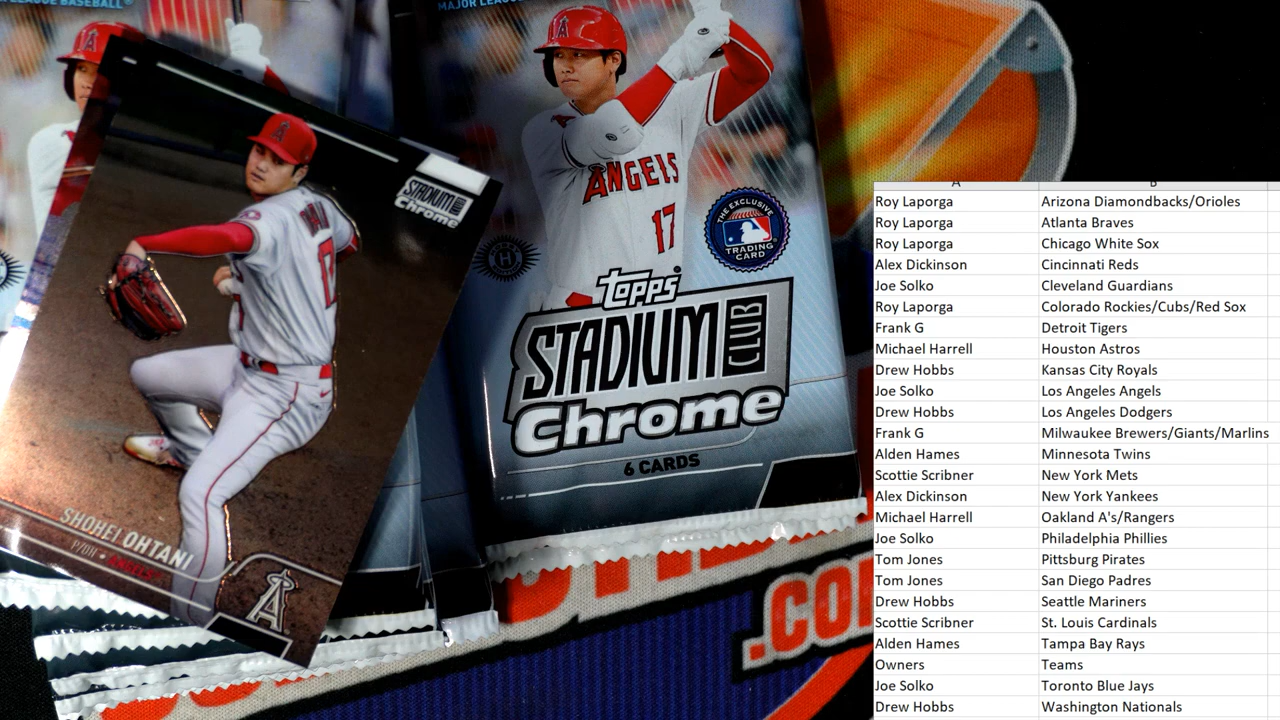 LEAGUE BASEBALL®
MAJOR LEAGUE
STADIUM
CLUB
Chrome
SHOHEI OHTANI
P/DH • ANGELS®
A
ANGELS
17
THE EXCLUSIVE
TRADING CARD
topps
STADIUM
CLUB
Chrome
6 CARDS
.CO
A B
Roy Laporga Arizona Diamondbacks/Orioles
Roy Laporga Atlanta Braves
Roy Laporga Chicago White Sox
Alex Dickinson Cincinnati Reds
Joe Solko Cleveland Guardians
Roy Laporga Colorado Rockies/Cubs/Red Sox
Frank G Detroit Tigers
Michael Harrell Houston Astros
Drew Hobbs Kansas City Royals
Joe Solko Los Angeles Angels
Drew Hobbs Los Angeles Dodgers
Frank G Milwaukee Brewers/Giants/Marlins
Alden Hames Minnesota Twins
Scottie Scribner New York Mets
Alex Dickinson New York Yankees
Michael Harrell Oakland A's/Rangers
Joe Solko Philadelphia Phillies
Tom Jones Pittsburg Pirates
Tom Jones San Diego Padres
Drew Hobbs Seattle Mariners
Scottie Scribner St. Louis Cardinals
Alden Hames Tampa Bay Rays
Owners Teams
Joe Solko Toronto Blue Jays
Drew Hobbs Washington Nationals